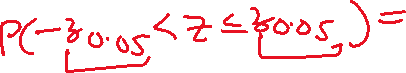 P(-z0.05 < z ≤ z0.05) =